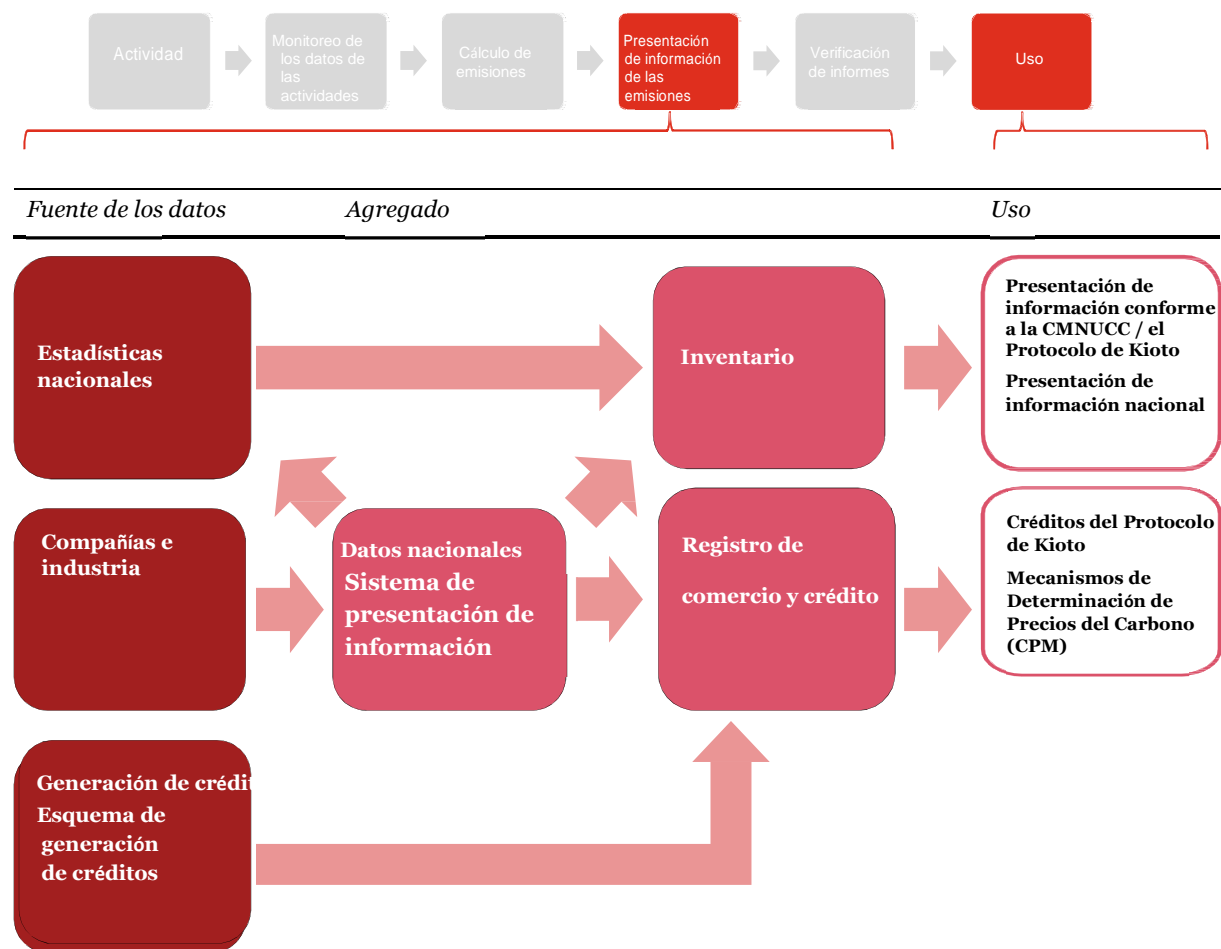 Actividad
Monitoreo de
los datos de
las
actividades
Cálculo de
emisiones
Presentación
de información
de las
emisiones
Verificación
de informes
Uso
Fuente de los datos
Agregado
Uso
Estadísticas
nacionales
Inventario
Presentación de
información conforme
a la CMNUCC / el
Protocolo de Kioto
Presentación de
información nacional
Compañías e
industria
Datos nacionales
Sistema de
presentación de
información
Registro de
comercio y crédito
Créditos del Protocolo
de Kioto
Mecanismos de
Determinación de
Precios del Carbono
(CPM)
Generación de crédit
Esquema de
generación
de créditos